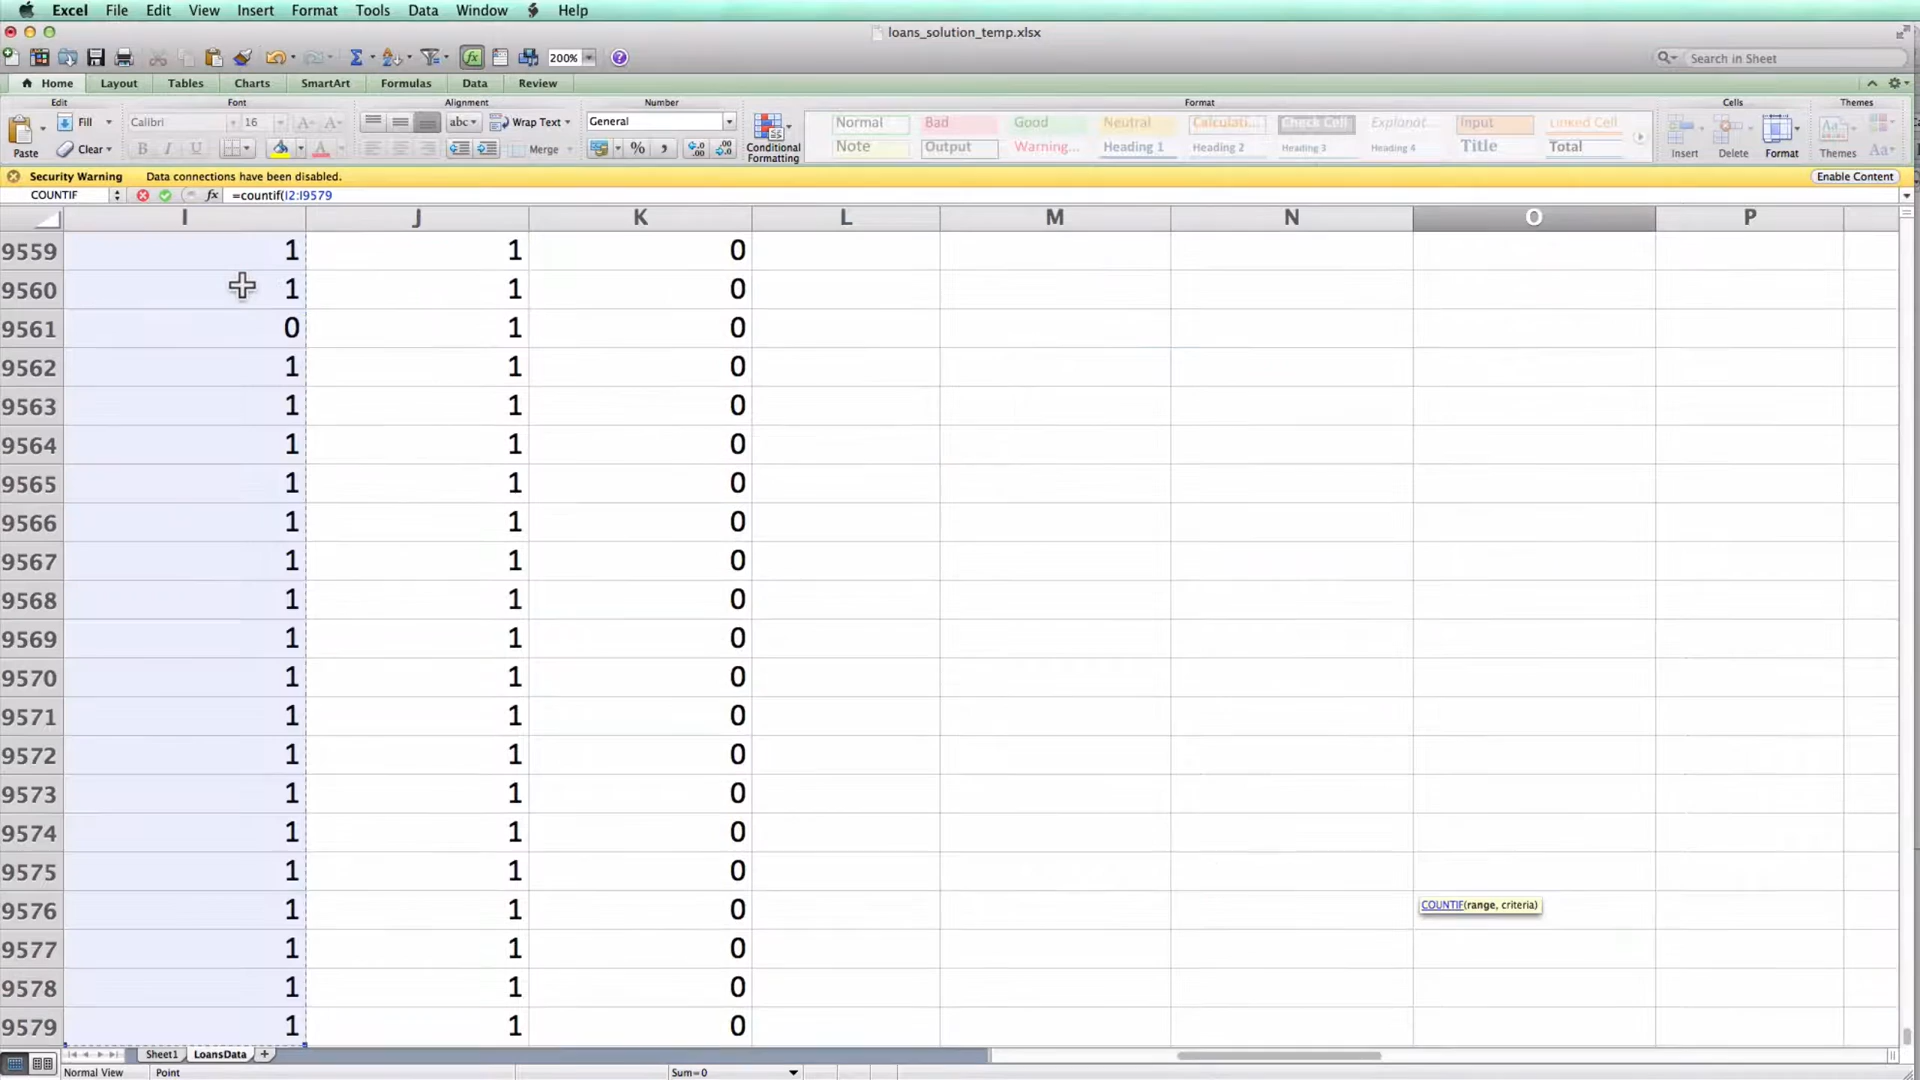 Excel File Edit View Insert Format Tools Data Window Help
loans_solution_temp.xlsx
200% Search in Sheet
Home Layout Tables Charts SmartArt Formulas Data Review
Edit Font Alignment Number Format Cells Themes
Fill Calibri 16 abc Wrap Text General Normal Bad Good Neutral Calculati... Check Cell Explanat... Input Linked Cell
Paste Clear B I U A Merge % Conditional Formatting Note Output Warning... Heading 1 Heading 2 Heading 3 Heading 4 Title Total Insert Delete Format Themes Aa
Security Warning Data connections have been disabled. Enable Content
COUNTIF fx =countif(I2:I9579
I J K L M N O P
9559 1 1 0
9560 1 1 0
9561 0 1 0
9562 1 1 0
9563 1 1 0
9564 1 1 0
9565 1 1 0
9566 1 1 0
9567 1 1 0
9568 1 1 0
9569 1 1 0
9570 1 1 0
9571 1 1 0
9572 1 1 0
9573 1 1 0
9574 1 1 0
9575 1 1 0
9576 1 1 0 COUNTIF(range, criteria)
9577 1 1 0
9578 1 1 0
9579 1 1 0
Sheet1 LoansData
Normal View Point Sum=0